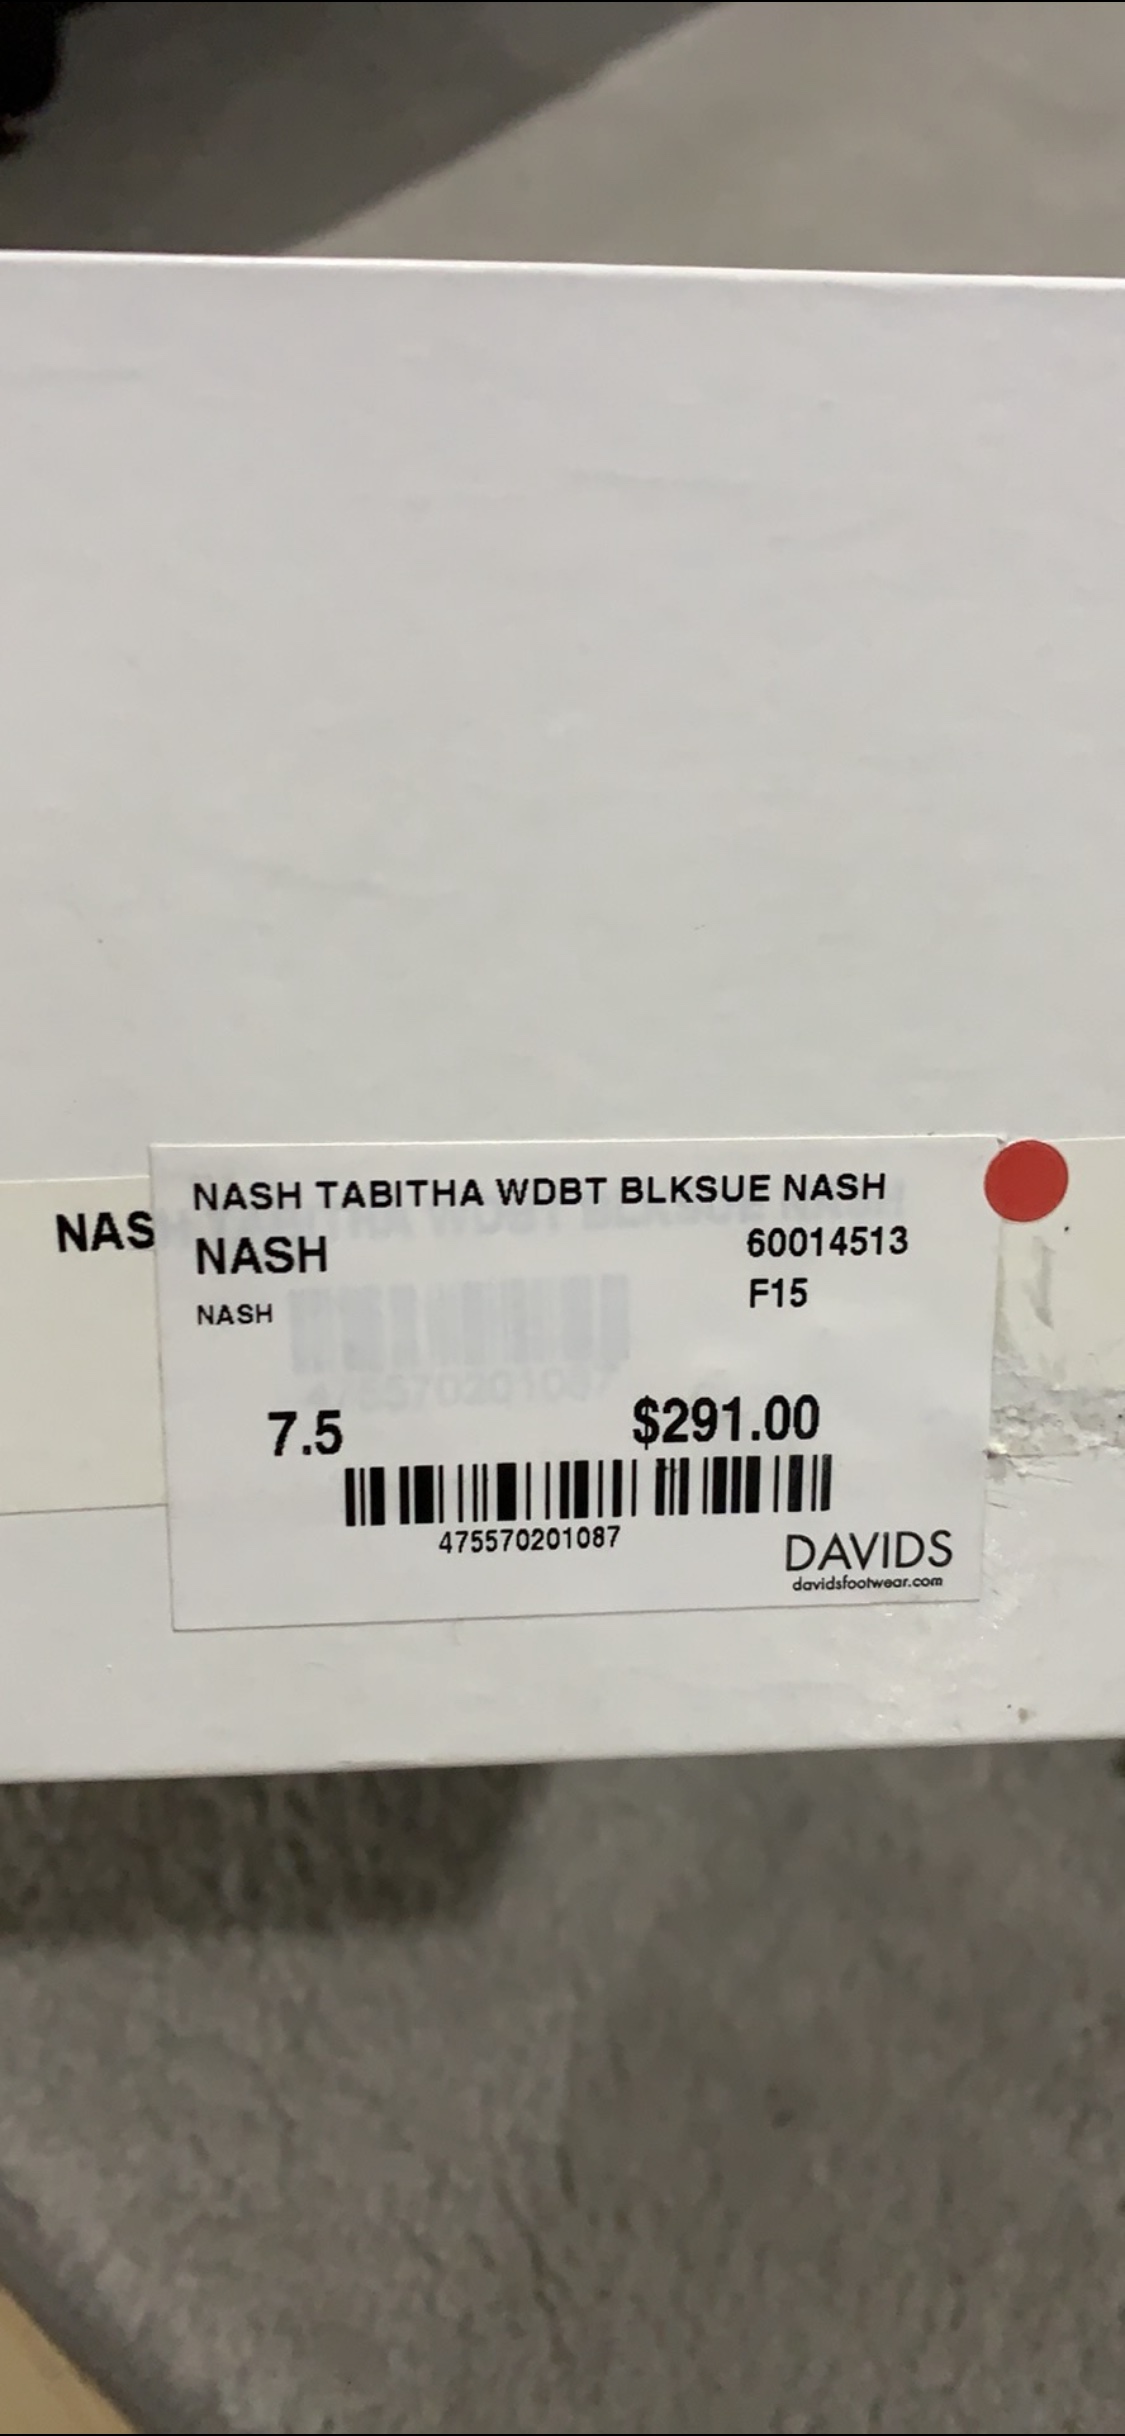 NAS
NASH TABITHA WDBT BLKSUE NASH
NASH
60014513
NASH
F15
7.5
$291.00
475570201087
DAVIDS
davidsfootwear.com